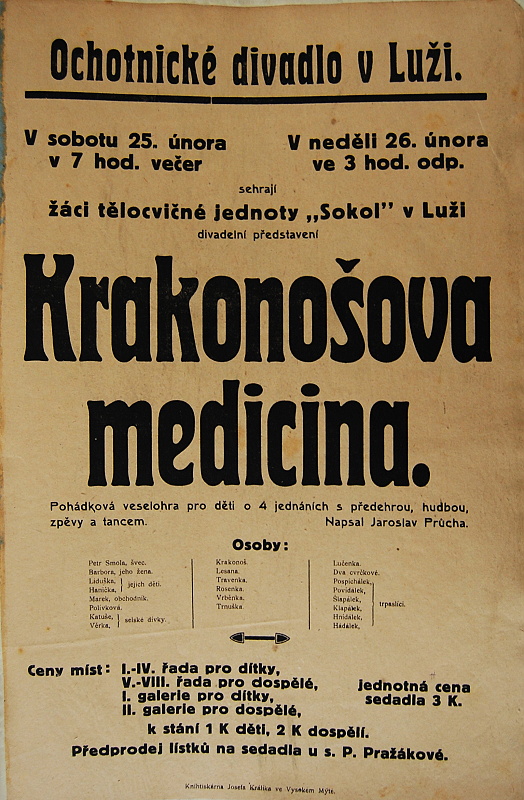 Ochotnické divadlo v Luži.
V sobotu 25. února
v 7 hod. večer
V neděli 26. února
ve 3 hod. odp.
sehrají
žáci tělocvičné jednoty „Sokol" v Luži
divadelní představení
Krakonošova
medicina.
Pohádková veselohra pro děti o 4 jednáních s předehrou, hudbou,
zpěvy a tancem. Napsal Jaroslav Průcha.
Osoby:
Petr Smola, švec.
Barbora, jeho žena.
Liduška,
Hanička,
jejich děti.
Marek, obchodník.
Polívková.
Katuše,
Věrka,
selské dívky.
Krakonoš.
Lesana.
Travenka.
Rosenka.
Vrběnka.
Trnuška.
Lučenka.
Dva cvrčkové.
Pospíchálek,
Povidálek,
Šlapálek,
Klapálek,
Hnidálek,
Hádálek,
trpaslíci.
Ceny míst: I.-IV. řada pro dítky,
V.-VIII. řada pro dospělé,
I. galerie pro dítky,
II. galerie pro dospělé,
jednotná cena
sedadla 3 K.
k stání 1 K děti, 2 K dospělí.
Předprodej lístků na sedadla u s. P. Pražákové.
Knihtiskárna Josefa Králíka ve Vysokém Mýtě.